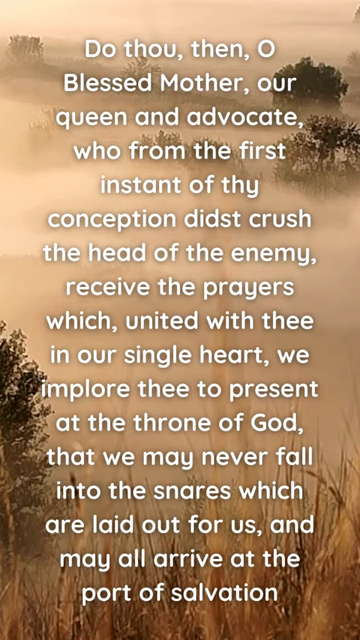 Do thou, then, O
Blessed Mother, our
queen and advocate,
who from the first
instant of thy
conception didst crush
the head of the enemy,
receive the prayers
which, united with thee
in our single heart, we
implore thee to present
at the throne of God,
that we may never fall
into the snares which
are laid out for us, and
may all arrive at the
port of salvation